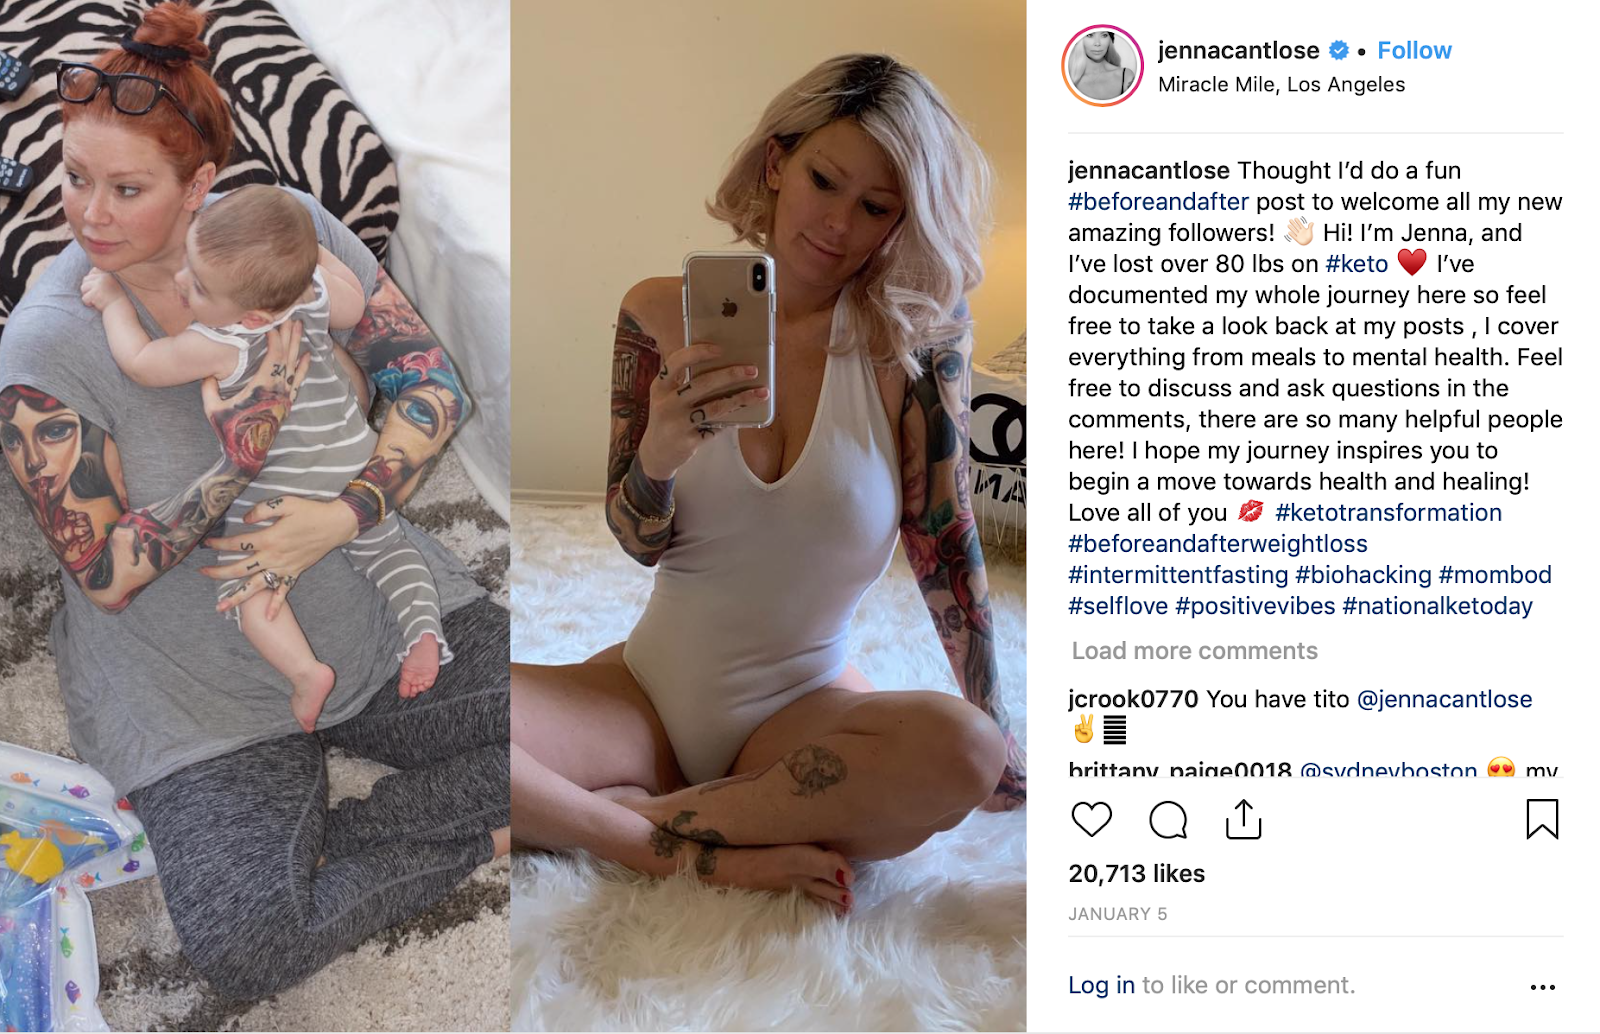 jennacantlose • Follow
Miracle Mile, Los Angeles
jennacantlose Thought I’d do a fun
#beforeandafter post to welcome all my new
amazing followers! 👋🏻 Hi! I’m Jenna, and
I’ve lost over 80 lbs on #keto ♥️ I’ve
documented my whole journey here so feel
free to take a look back at my posts , I cover
everything from meals to mental health. Feel
free to discuss and ask questions in the
comments, there are so many helpful people
here! I hope my journey inspires you to
begin a move towards health and healing!
Love all of you 💋 #ketotransformation
#beforeandafterweightloss
#intermittentfasting #biohacking #mombod
#selflove #positivevibes #nationalketoday
Load more comments
jcrook0770 You have tito @jennacantlose
✌️
brittany_paige0018 @sydneyboston 😍 my
20,713 likes
JANUARY 5
Log in to like or comment.